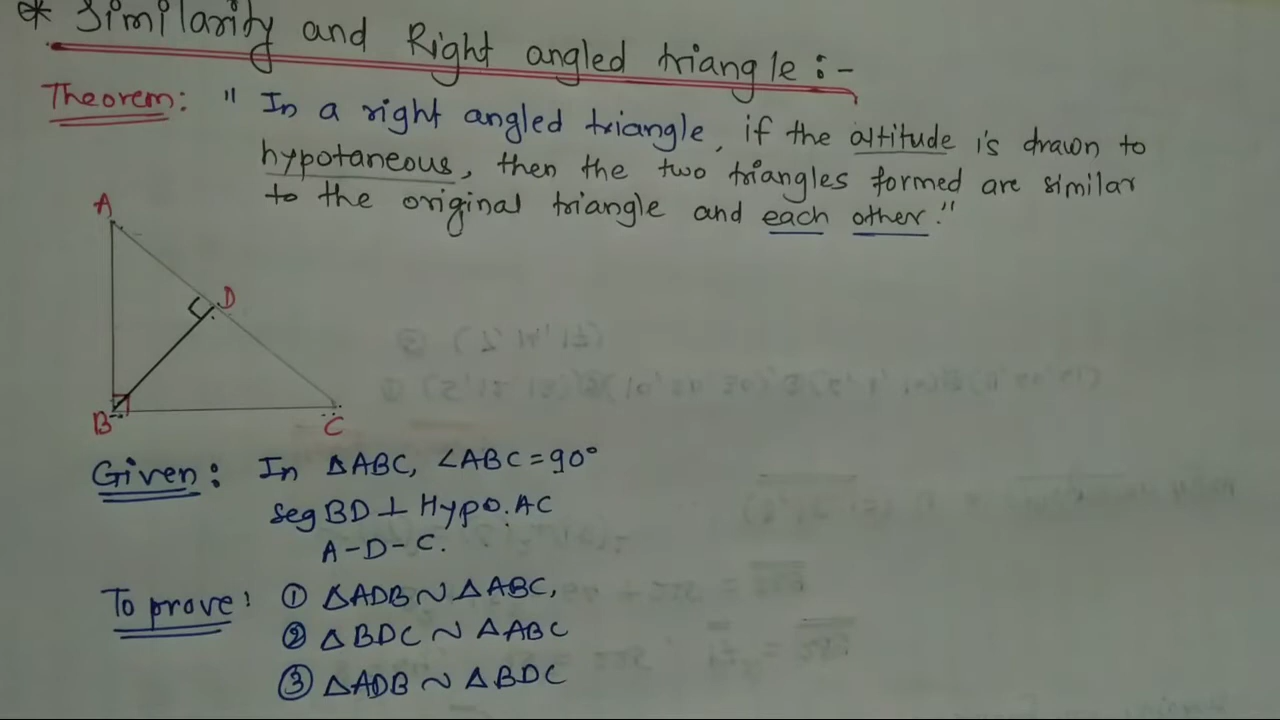 * Similarity and Right angled triangle :-
Theorem: " In a right angled triangle, if the altitude is drawn to
hypotaneous, then the two triangles formed are similar
to the original triangle and each other."
A
D
B
C
Given: In △ABC, ∠ABC = 90°
seg BD ⊥ Hypo. AC
A-D-C.
To prove: ① △ADB ~ △ABC,
② △BDC ~ △ABC
③ △ADB ~ △BDC